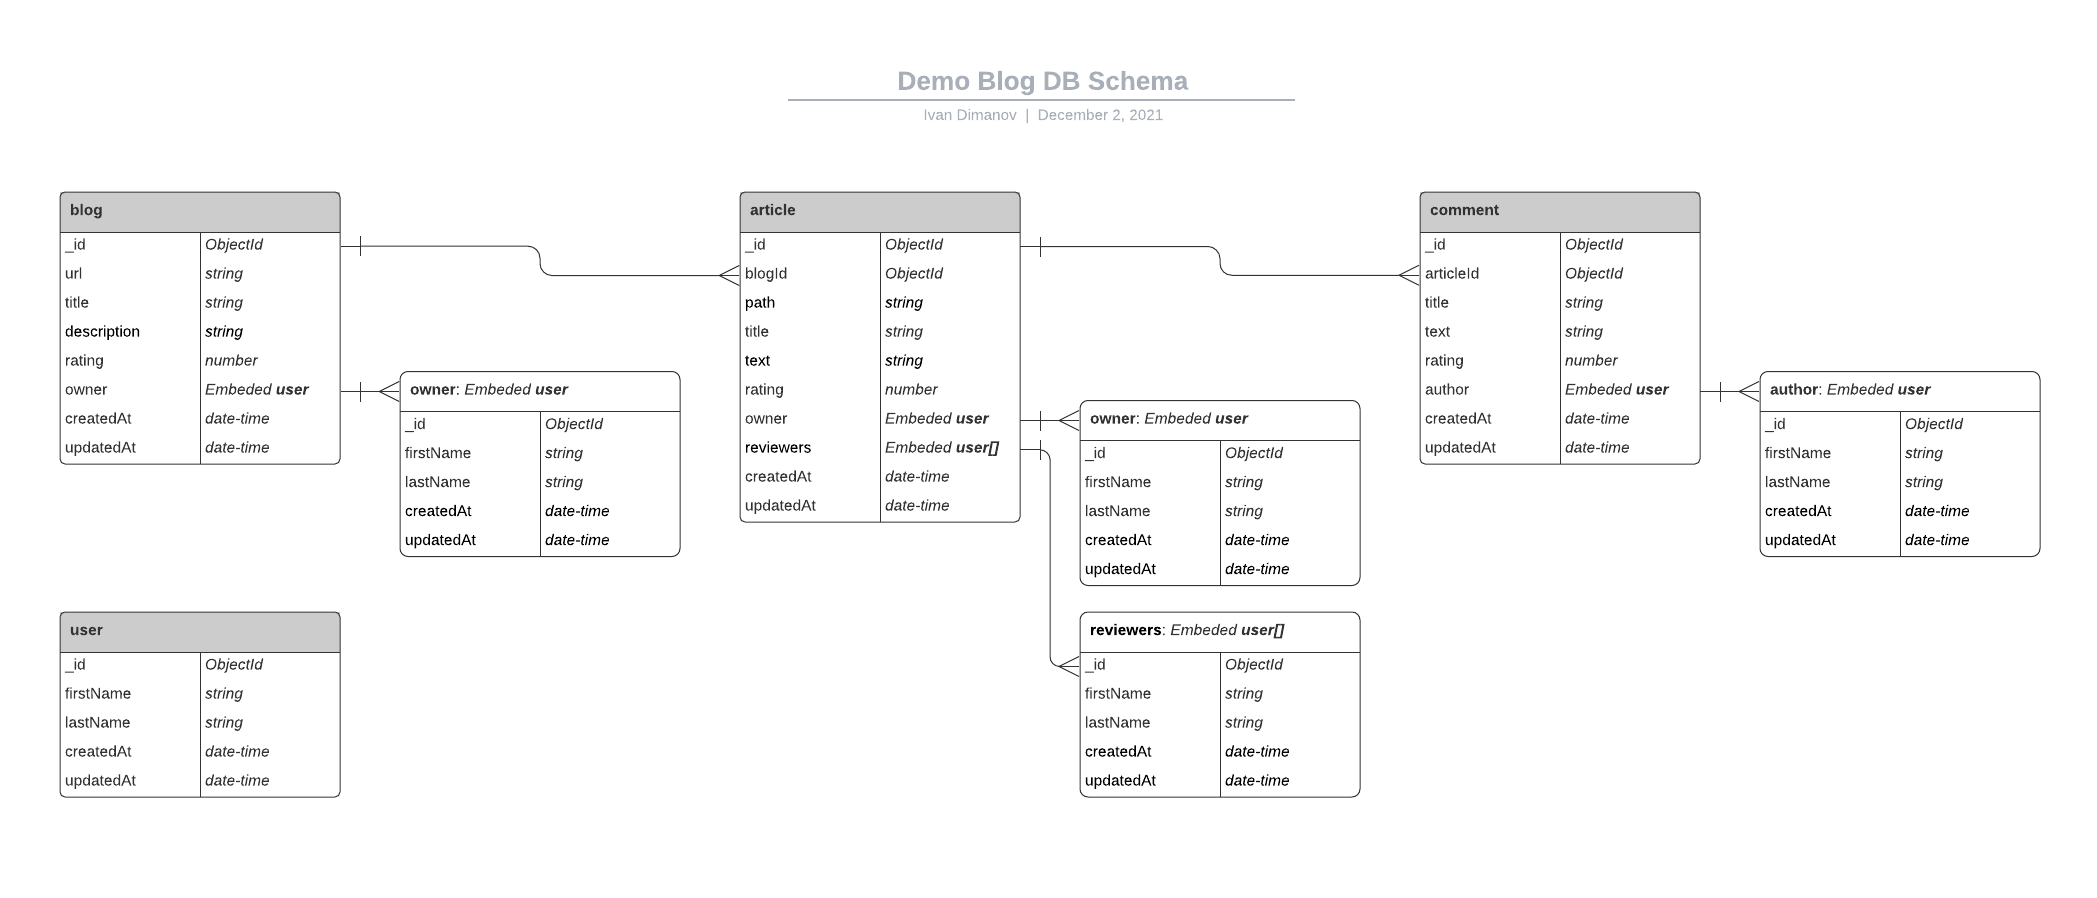 Demo Blog DB Schema
Ivan Dimanov | December 2, 2021
blog
_id ObjectId
url string
title string
description string
rating number
owner Embeded user
createdAt date-time
updatedAt date-time
owner: Embeded user
_id ObjectId
firstName string
lastName string
createdAt date-time
updatedAt date-time
article
_id ObjectId
blogId ObjectId
path string
title string
text string
rating number
owner Embeded user
reviewers Embeded user[]
createdAt date-time
updatedAt date-time
owner: Embeded user
_id ObjectId
firstName string
lastName string
createdAt date-time
updatedAt date-time
comment
_id ObjectId
articleId ObjectId
title string
text string
rating number
author Embeded user
createdAt date-time
updatedAt date-time
author: Embeded user
_id ObjectId
firstName string
lastName string
createdAt date-time
updatedAt date-time
user
_id ObjectId
firstName string
lastName string
createdAt date-time
updatedAt date-time
reviewers: Embeded user[]
_id ObjectId
firstName string
lastName string
createdAt date-time
updatedAt date-time